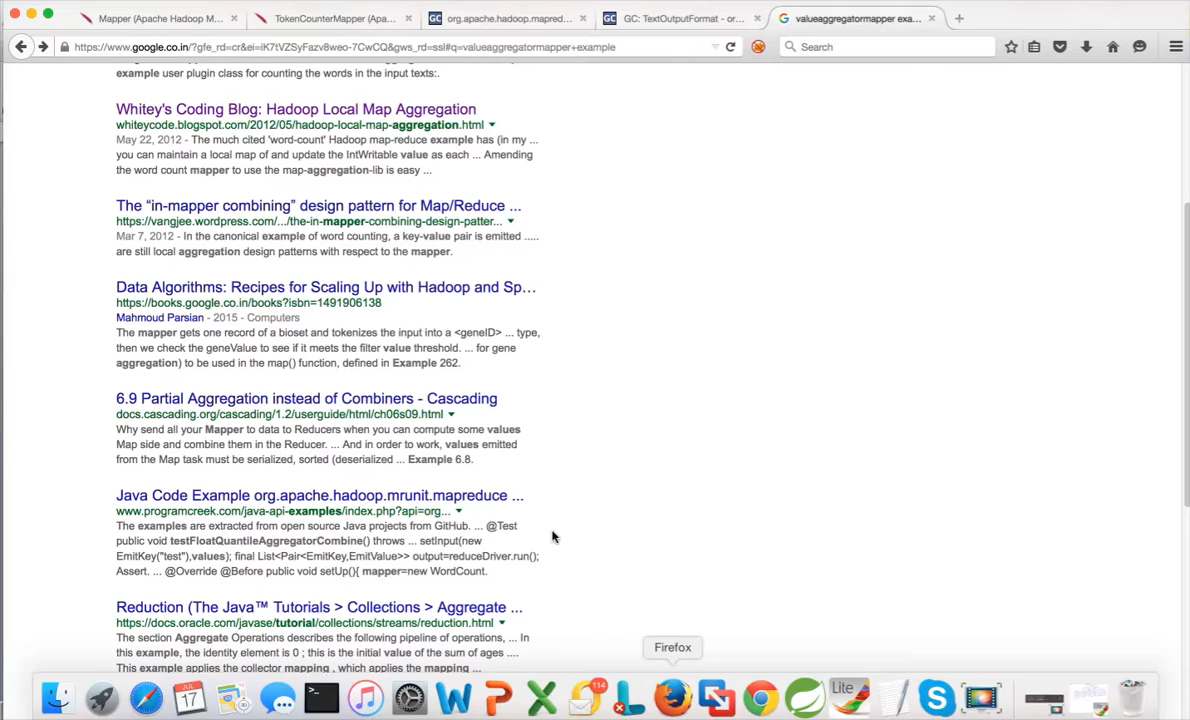 Mapper (Apache Hadoop M...
TokenCounterMapper (Apa...
GC org.apache.hadoop.mapred...
GC GC: TextOutputFormat - or...
valueaggregatormapper exa...
https://www.google.co.in/?gfe_rd=cr&ei=iK7tVZSyFazv8weo-7CwCQ&gws_rd=ssl#q=valueaggregatormapper+example
Search
example user plugin class for counting the words in the input texts:.
Whitey's Coding Blog: Hadoop Local Map Aggregation
whiteycode.blogspot.com/2012/05/hadoop-local-map-aggregation.html
May 22, 2012 - The much cited 'word-count' Hadoop map-reduce example has (in my ...
you can maintain a local map of and update the IntWritable value as each ... Amending
the word count mapper to use the map-aggregation-lib is easy ...
The “in-mapper combining” design pattern for Map/Reduce ...
https://vangjee.wordpress.com/.../the-in-mapper-combining-design-patter...
Mar 7, 2012 - In the canonical example of word counting, a key-value pair is emitted .....
are still local aggregation design patterns with respect to the mapper.
Data Algorithms: Recipes for Scaling Up with Hadoop and Sp...
https://books.google.co.in/books?isbn=1491906138
Mahmoud Parsian - 2015 - Computers
The mapper gets one record of a bioset and tokenizes the input into a <geneID> ... type,
then we check the geneValue to see if it meets the filter value threshold. ... for gene
aggregation) to be used in the map() function, defined in Example 262.
6.9 Partial Aggregation instead of Combiners - Cascading
docs.cascading.org/cascading/1.2/userguide/html/ch06s09.html
Why send all your Mapper to data to Reducers when you can compute some values
Map side and combine them in the Reducer. ... And in order to work, values emitted
from the Map task must be serialized, sorted (deserialized ... Example 6.8.
Java Code Example org.apache.hadoop.mrunit.mapreduce ...
www.programcreek.com/java-api-examples/index.php?api=org...
The examples are extracted from open source Java projects from GitHub. ... @Test
public void testFloatQuantileAggregatorCombine() throws ... setInput(new
EmitKey("test"),values); final List<Pair<EmitKey,EmitValue>> output=reduceDriver.run();
Assert. ... @Override @Before public void setUp(){ mapper=new WordCount.
Reduction (The Java™ Tutorials > Collections > Aggregate ...
https://docs.oracle.com/javase/tutorial/collections/streams/reduction.html
The section Aggregate Operations describes the following pipeline of operations, ... In
this example, the identity element is 0 ; this is the initial value of the sum of ages ....
This example applies the collector mapping , which applies the mapping ...
Firefox
17
114
Lite